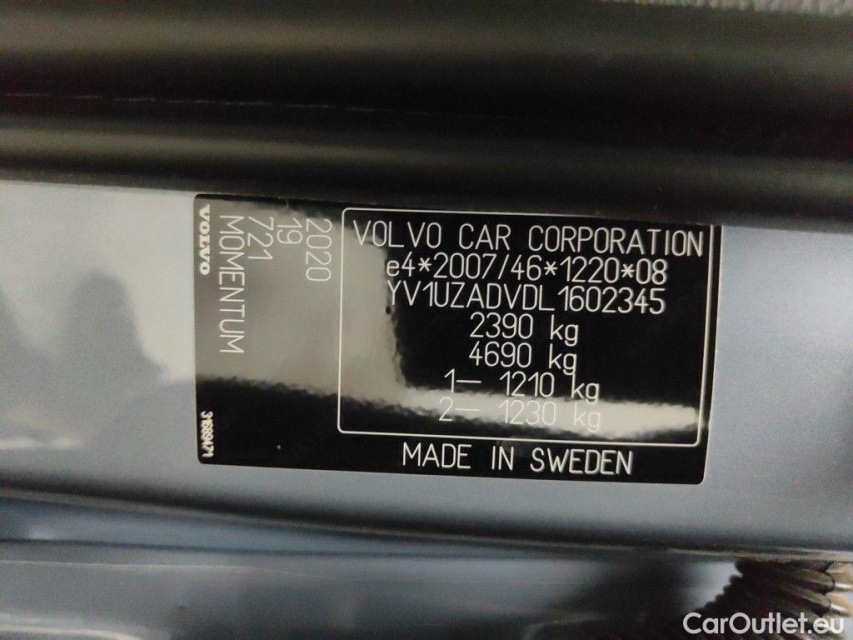 VOLVO CAR CORPORATION
e4*2007/46*1220*08
YV1UZADVDL1602345
2390 kg
4690 kg
1– 1210 kg
2– 1230 kg
MADE IN SWEDEN
2020
19
721
MOMENTUM
VOLVO
CarOutlet.eu